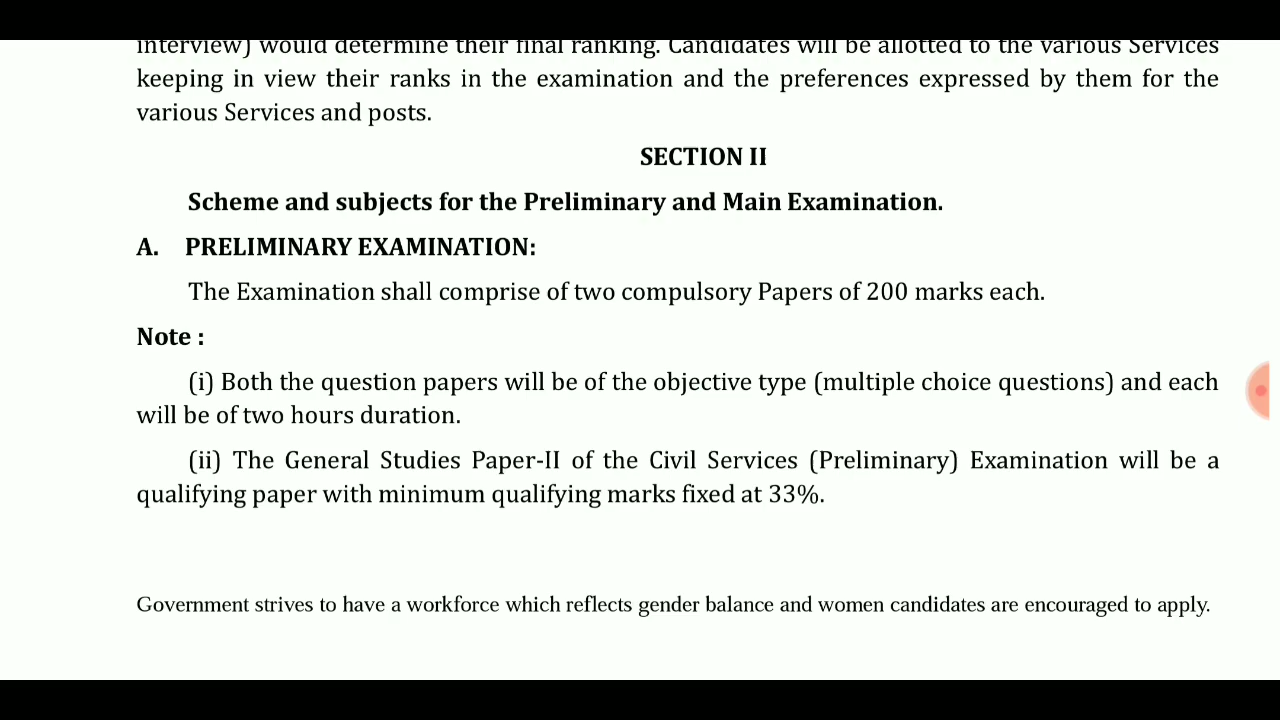 interview) would determine their final ranking. Candidates will be allotted to the various Services
keeping in view their ranks in the examination and the preferences expressed by them for the
various Services and posts.
SECTION II
Scheme and subjects for the Preliminary and Main Examination.
A. PRELIMINARY EXAMINATION:
The Examination shall comprise of two compulsory Papers of 200 marks each.
Note :
(i) Both the question papers will be of the objective type (multiple choice questions) and each
will be of two hours duration.
(ii) The General Studies Paper-II of the Civil Services (Preliminary) Examination will be a
qualifying paper with minimum qualifying marks fixed at 33%.
Government strives to have a workforce which reflects gender balance and women candidates are encouraged to apply.